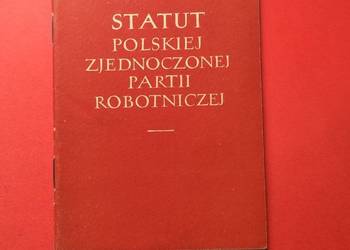 STATUT
POLSKIEJ
ZJEDNOCZONEJ
PARTII
ROBOTNICZEJ